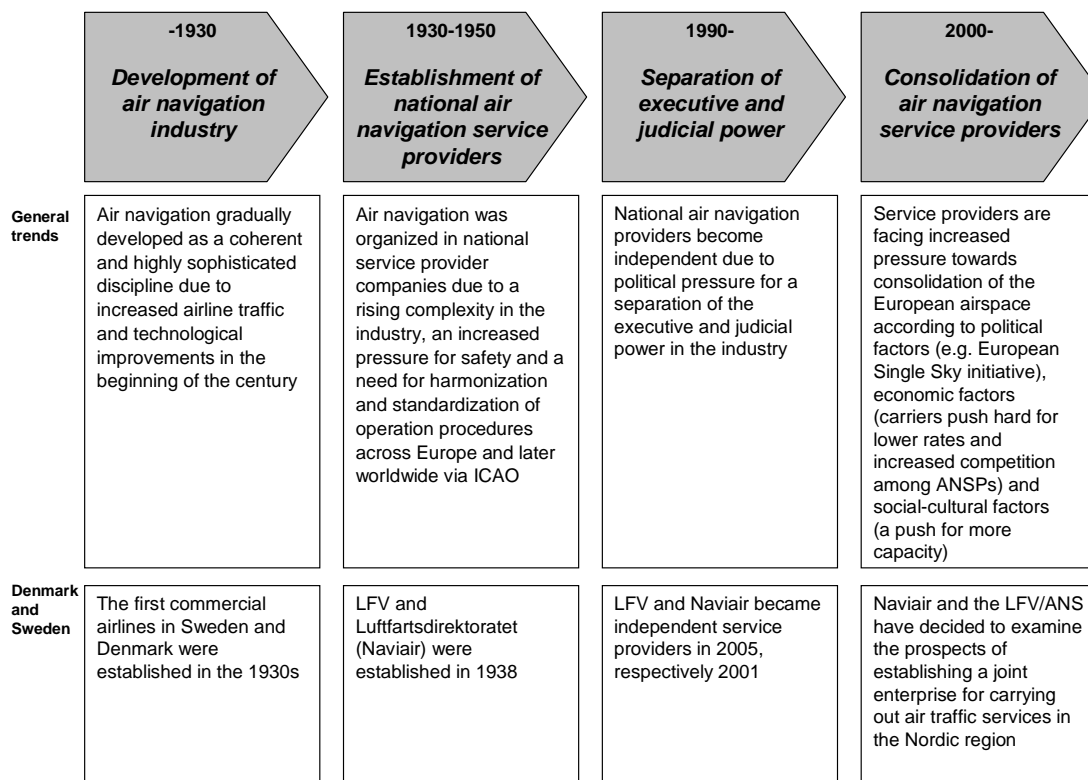 -1930
Development of
air navigation
industry
1930-1950
Establishment of
national air
navigation service
providers
1990-
Separation of
executive and
judicial power
2000-
Consolidation of
air navigation
service providers
General
trends
Air navigation gradually
developed as a coherent
and highly sophisticated
discipline due to
increased airline traffic
and technological
improvements in the
beginning of the century
Air navigation was
organized in national
service provider
companies due to a
rising complexity in the
industry, an increased
pressure for safety and a
need for harmonization
and standardization of
operation procedures
across Europe and later
worldwide via ICAO
National air navigation
providers become
independent due to
political pressure for a
separation of the
executive and judicial
power in the industry
Service providers are
facing increased
pressure towards
consolidation of the
European airspace
according to political
factors (e.g. European
Single Sky initiative),
economic factors
(carriers push hard for
lower rates and
increased competition
among ANSPs) and
social-cultural factors
(a push for more
capacity)
Denmark
and
Sweden
The first commercial
airlines in Sweden and
Denmark were
established in the 1930s
LFV and
Luftfartsdirektoratet
(Naviair) were
established in 1938
LFV and Naviair became
independent service
providers in 2005,
respectively 2001
Naviair and the LFV/ANS
have decided to examine
the prospects of
establishing a joint
enterprise for carrying
out air traffic services in
the Nordic region